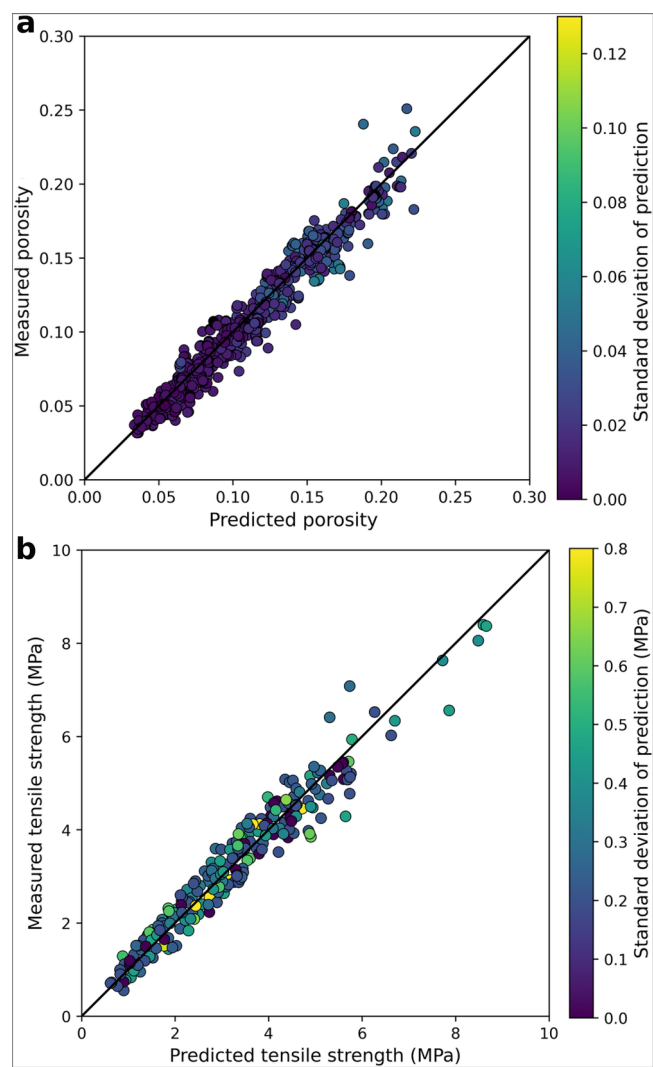 a
0.30
0.25
0.20
0.15
0.10
0.05
0.00
Measured porosity
0.00 0.05 0.10 0.15 0.20 0.25 0.30
Predicted porosity
0.12
0.10
0.08
0.06
0.04
0.02
0.00
Standard deviation of prediction
b
10
8
6
4
2
0
Measured tensile strength (MPa)
0 2 4 6 8 10
Predicted tensile strength (MPa)
0.8
0.7
0.6
0.5
0.4
0.3
0.2
0.1
0.0
Standard deviation of prediction (MPa)